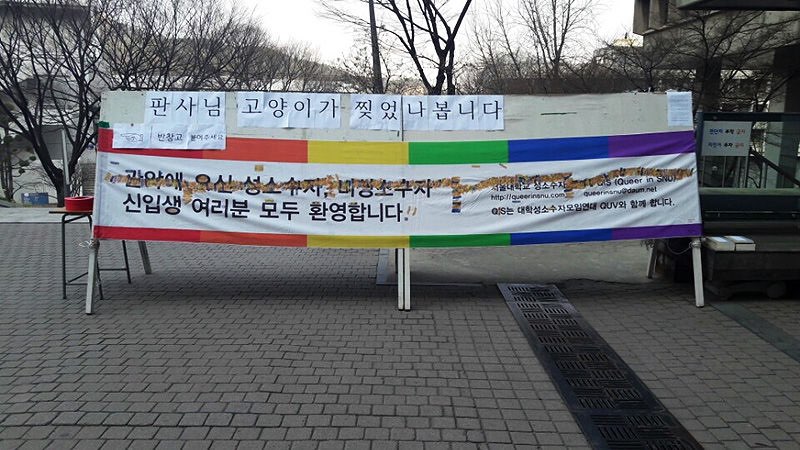 판사님 고양이가 찢었나봅니다
반창고 붙여주세요
"관악에 오신 성소수자, 비성소수자
신입생 여러분 모두 환영합니다."
서울대학교 성소수자 QIS (Queer in SNU)
http://queerinsnu.com queerinsnu@daum.net
QIS는 대학성소수자모임연대 QUV와 함께 합니다.